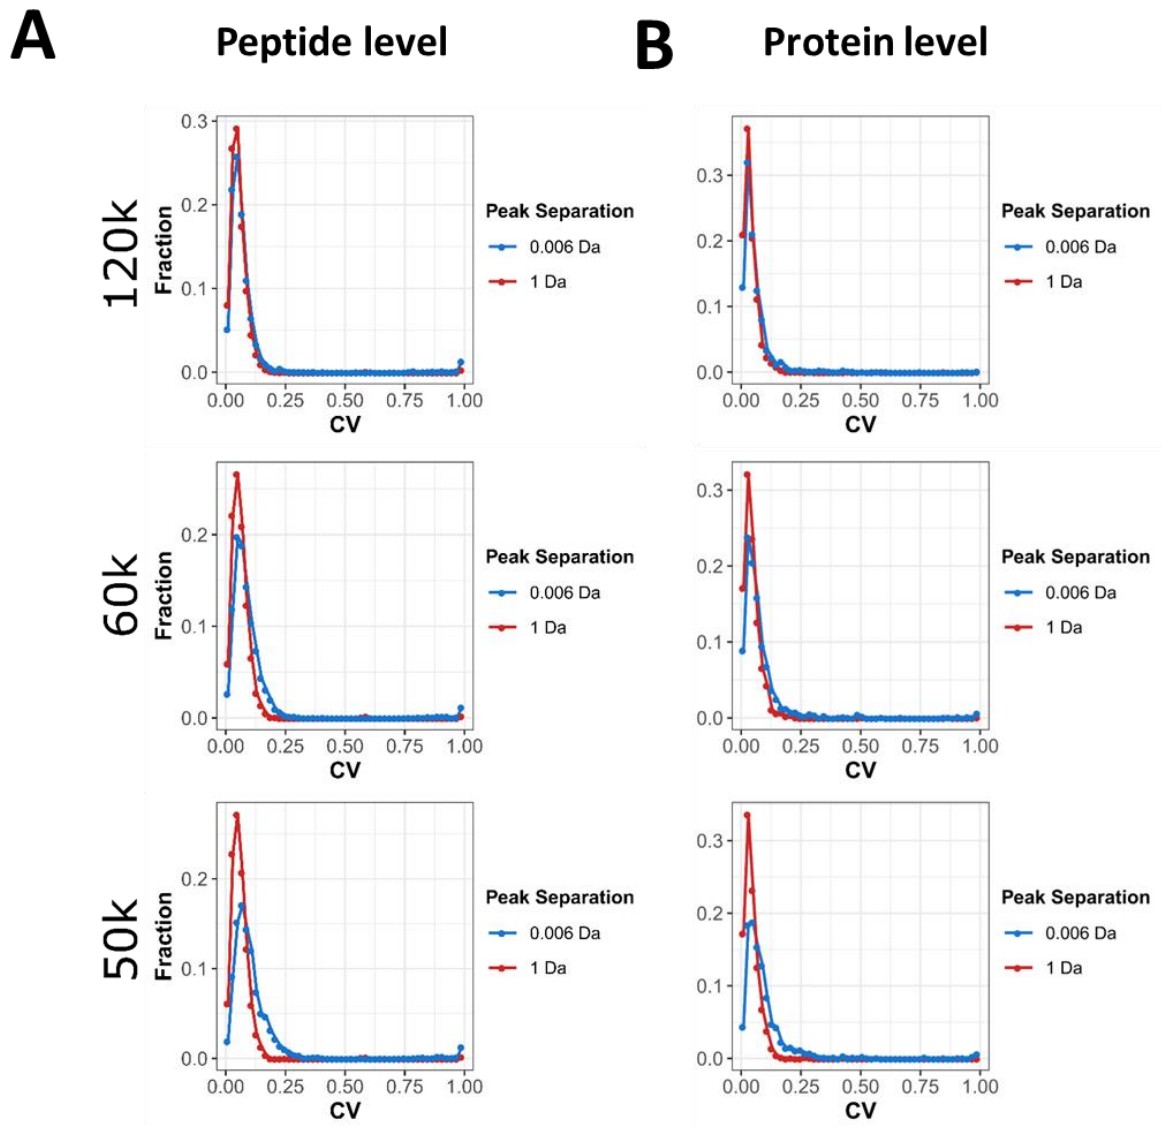 A Peptide level B Protein level
120k
Fraction
0.3
0.2
0.1
0.0
0.00 0.25 0.50 0.75 1.00
CV
Peak Separation
0.006 Da
1 Da
0.3
0.2
0.1
0.0
0.00 0.25 0.50 0.75 1.00
CV
Peak Separation
0.006 Da
1 Da
60k
Fraction
0.2
0.1
0.0
0.00 0.25 0.50 0.75 1.00
CV
Peak Separation
0.006 Da
1 Da
0.3
0.2
0.1
0.0
0.00 0.25 0.50 0.75 1.00
CV
Peak Separation
0.006 Da
1 Da
50k
Fraction
0.2
0.1
0.0
0.00 0.25 0.50 0.75 1.00
CV
Peak Separation
0.006 Da
1 Da
0.3
0.2
0.1
0.0
0.00 0.25 0.50 0.75 1.00
CV
Peak Separation
0.006 Da
1 Da